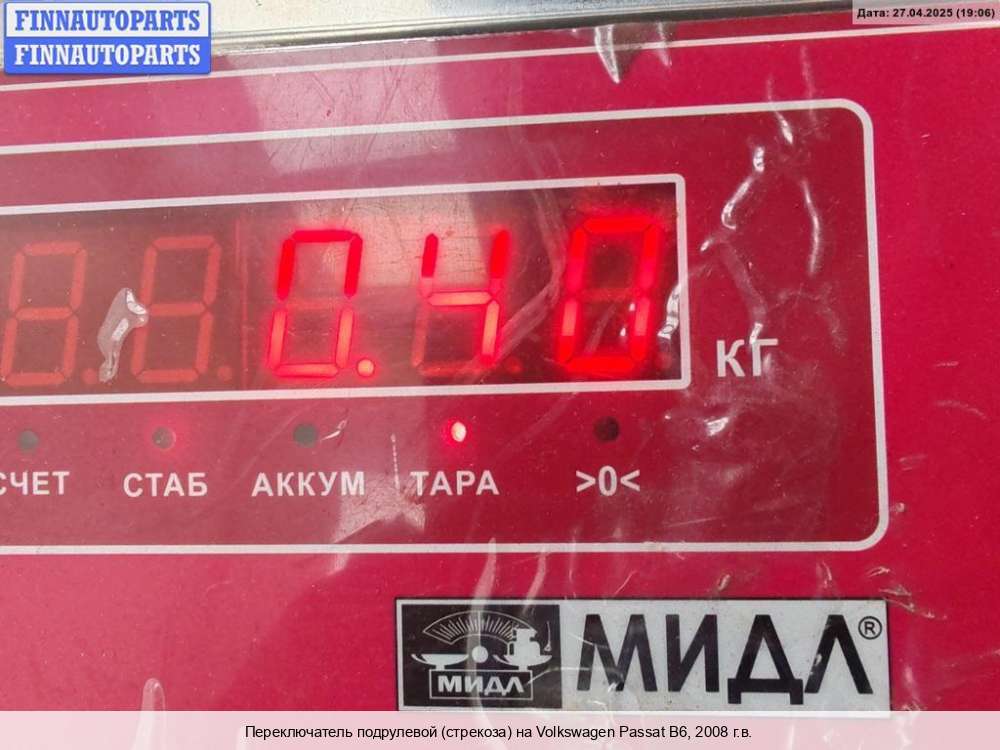 FINNAUTOPARTS
FINNAUTOPARTS
Дата: 27.04.2025 (19:06)
0.40
КГ
СЧЕТ СТАБ АККУМ ТАРА >0<
МИДЛ МИДЛ®
Переключатель подрулевой (стрекоза) на Volkswagen Passat B6, 2008 г.в.